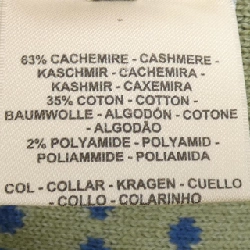 63% CACHEMIRE - CASHMERE -
KASCHMIR - CACHEMIRA -
KASHMIR - CAXEMIRA
35% COTON - COTTON -
BAUMWOLLE - ALGODÓN - COTONE
- ALGODÃO
2% POLYAMIDE - POLYAMID -
POLIAMMIDE - POLIAMIDA
COL - COLLAR - KRAGEN - CUELLO
- COLLO - COLARINHO